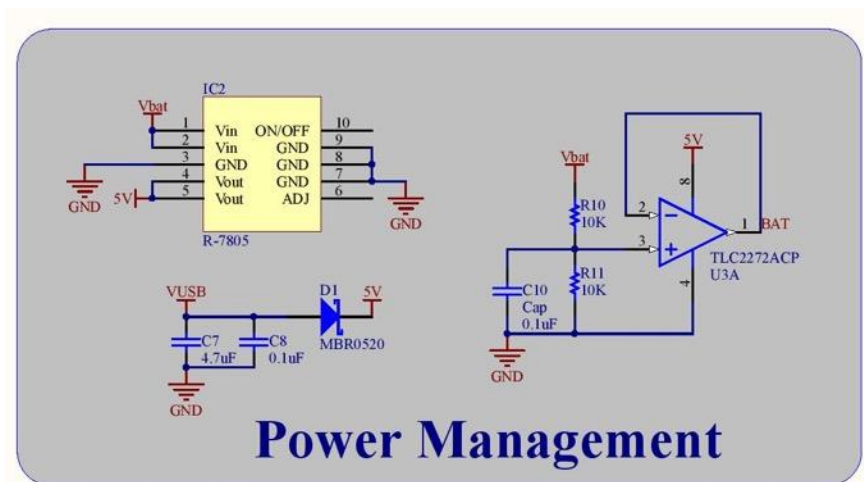 IC2
Vbat
1 Vin ON/OFF 10
2 Vin GND 9
3 GND GND 8
4 Vout GND 7
5V 5 Vout ADJ 6
GND
GND
R-7805
VUSB
D1
5V
C7
4.7uF
C8
0.1uF
MBR0520
GND
Vbat
5V
8
R10
10K
2
3
1 BAT
TLC2272ACP
U3A
C10
Cap
0.1uF
R11
10K
4
GND
Power Management